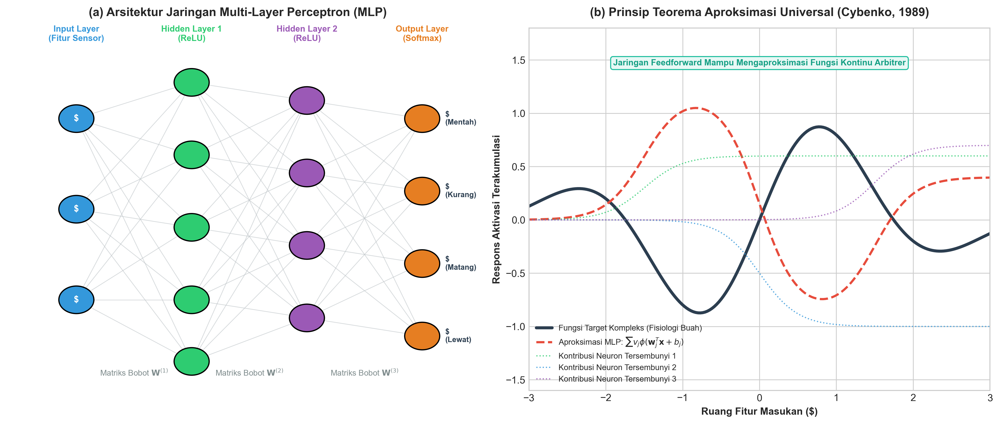 (a) Arsitektur Jaringan Multi-Layer Perceptron (MLP)
Input Layer
(Fitur Sensor)
Hidden Layer 1
(ReLU)
Hidden Layer 2
(ReLU)
Output Layer
(Softmax)
$
$
$
$
(Mentah)
$
(Kurang)
$
(Matang)
$
(Lewat)
Matriks Bobot W^(1)
Matriks Bobot W^(2)
Matriks Bobot W^(3)
(b) Prinsip Teorema Aproksimasi Universal (Cybenko, 1989)
Jaringan Feedforward Mampu Mengaproksimasi Fungsi Kontinu Arbitrer
Respons Aktivasi Terakumulasi
1.5
1.0
0.5
0.0
−0.5
−1.0
−1.5
Fungsi Target Kompleks (Fisiologi Buah)
Aproksimasi MLP: ∑ v_j ϕ(w_j^T x + b_j)
Kontribusi Neuron Tersembunyi 1
Kontribusi Neuron Tersembunyi 2
Kontribusi Neuron Tersembunyi 3
−3 −2 −1 0 1 2 3
Ruang Fitur Masukan ($)